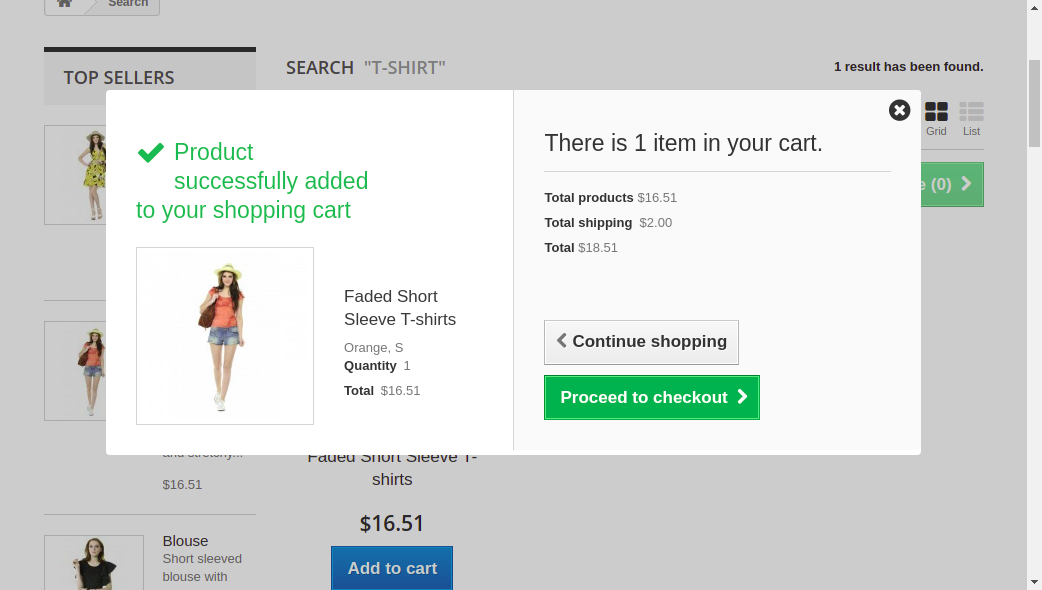 Search
TOP SELLERS
SEARCH "T-SHIRT"
1 result has been found.
Grid
List
(0)
Product
successfully added
to your shopping cart
Faded Short
Sleeve T-shirts
Orange, S
Quantity 1
Total $16.51
There is 1 item in your cart.
Total products $16.51
Total shipping $2.00
Total $18.51
Continue shopping
Proceed to checkout
and stretchy...
$16.51
Faded Short Sleeve T-
shirts
$16.51
Add to cart
Blouse
Short sleeved
blouse with